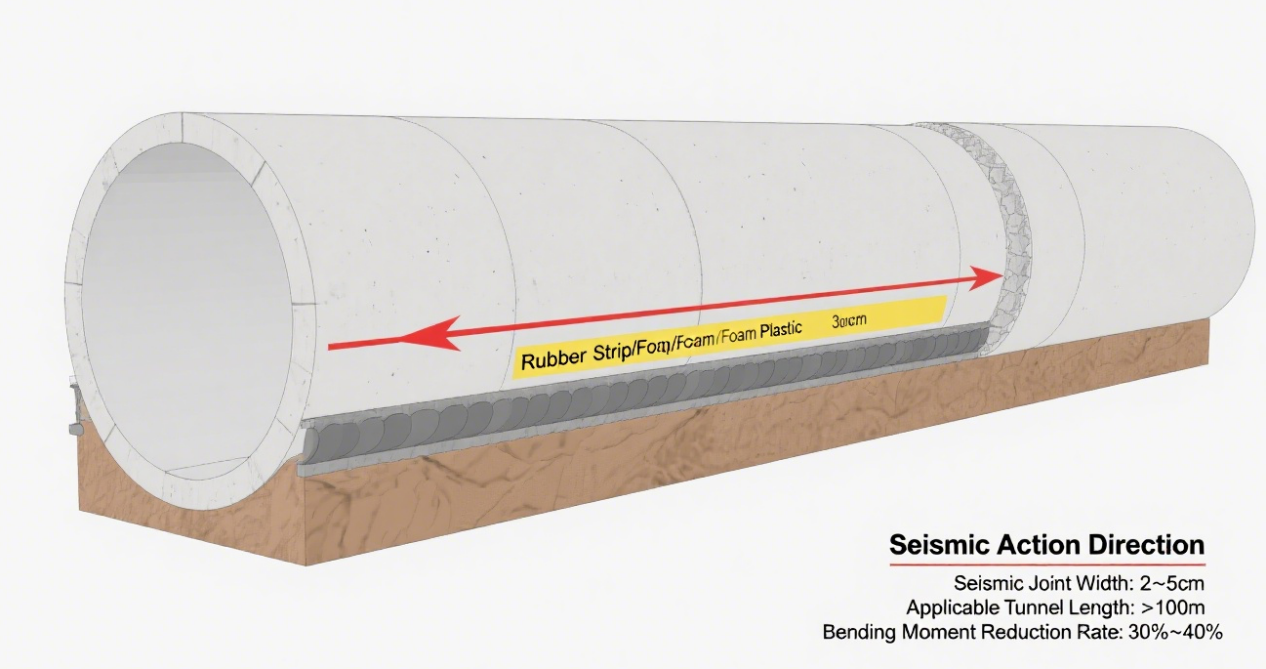 Rubber Strip/Foam/Foam/Foam Plastic
Seismic Action Direction
Seismic Joint Width: 2~5cm
Applicable Tunnel Length: >100m
Bending Moment Reduction Rate: 30%~40%